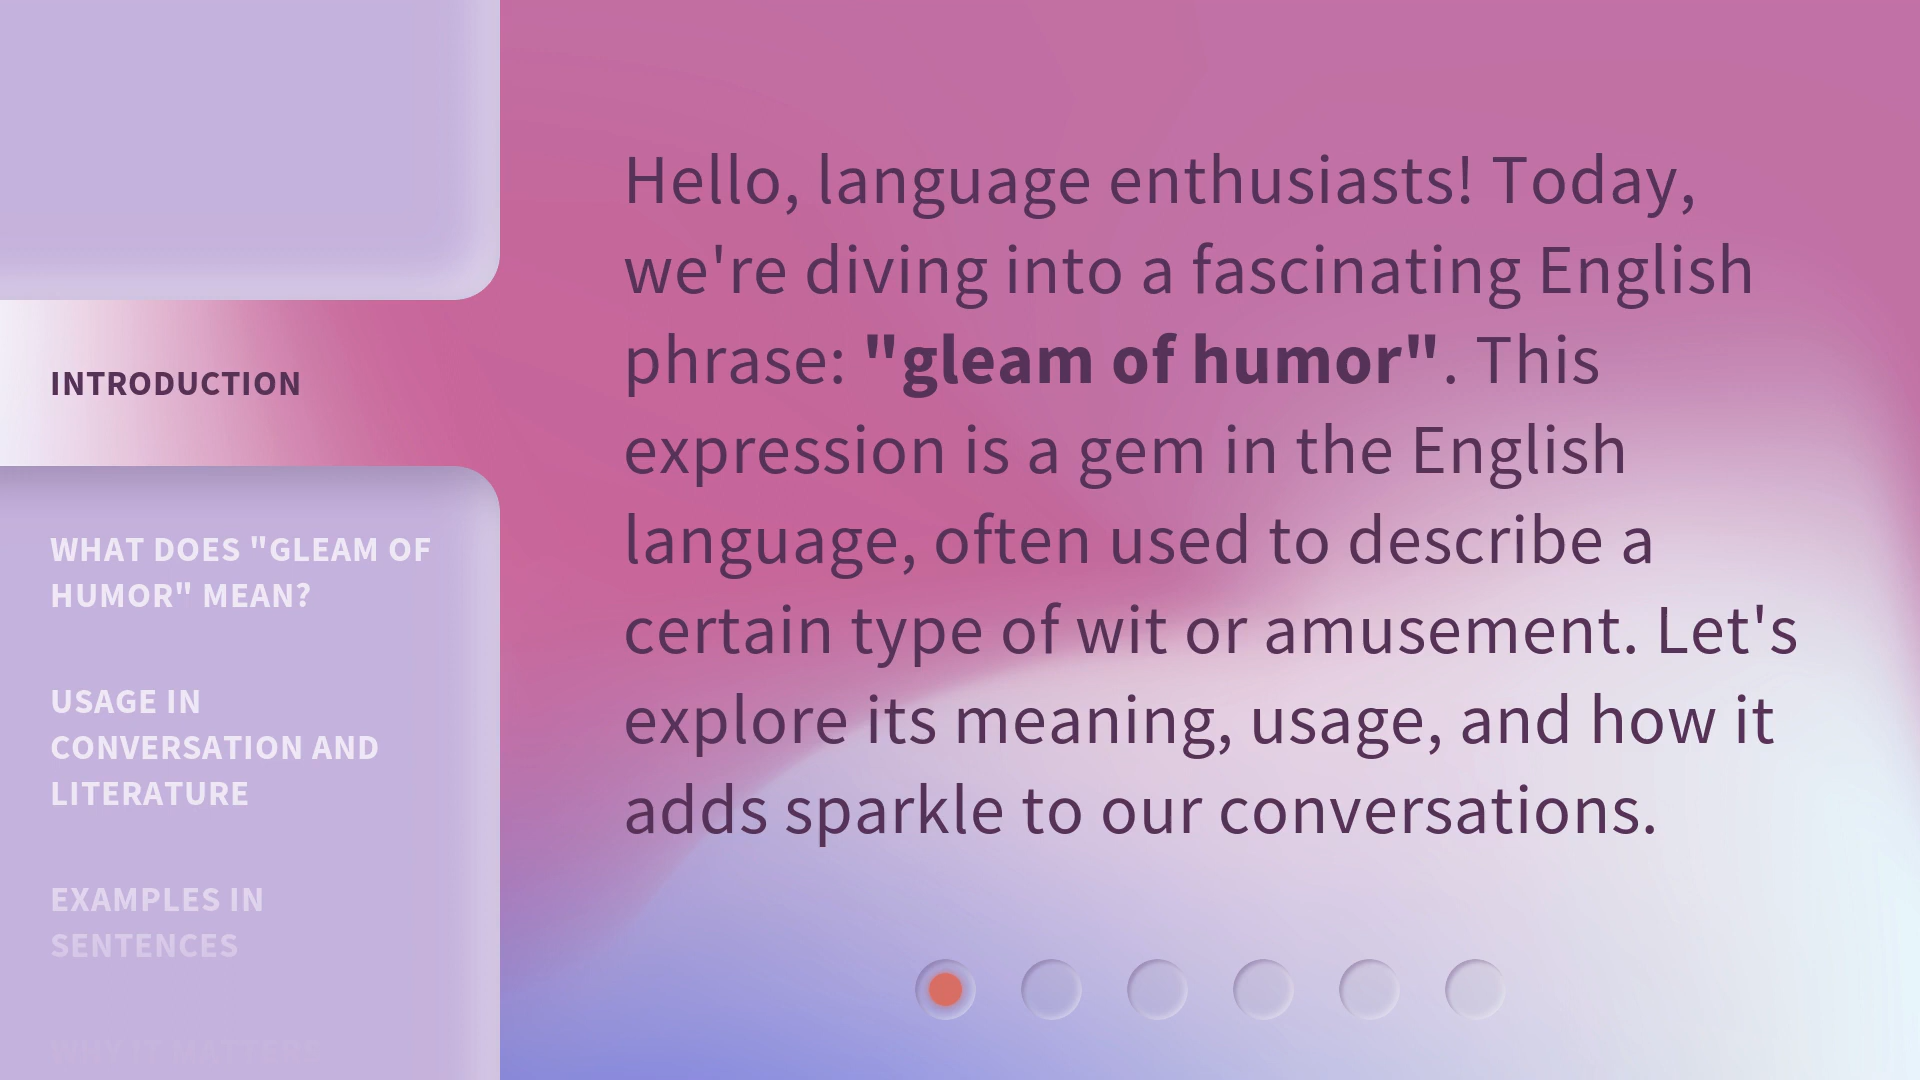 INTRODUCTION
WHAT DOES "GLEAM OF
HUMOR" MEAN?
USAGE IN
CONVERSATION AND
LITERATURE
EXAMPLES IN
SENTENCES
WHY IT MATTERS
Hello, language enthusiasts! Today,
we're diving into a fascinating English
phrase: "gleam of humor". This
expression is a gem in the English
language, often used to describe a
certain type of wit or amusement. Let's
explore its meaning, usage, and how it
adds sparkle to our conversations.